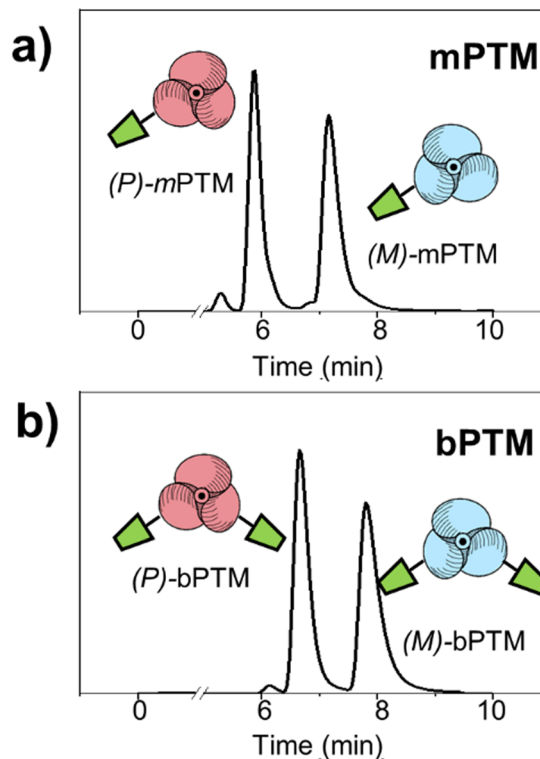 a)
mPTM
(P)-mPTM
(M)-mPTM
0 6 8 10
Time (min)
b)
bPTM
(P)-bPTM
(M)-bPTM
0 6 8 10
Time (min)